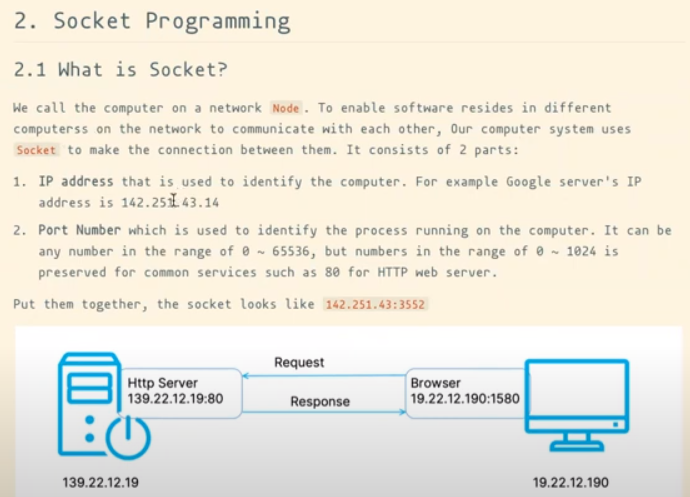 2. Socket Programming
2.1 What is Socket?
We call the computer on a network Node. To enable software resides in different
computerss on the network to communicate with each other, Our computer system uses
Socket to make the connection between them. It consists of 2 parts:
1. IP address that is used to identify the computer. For example Google server's IP
address is 142.251.43.14
2. Port Number which is used to identify the process running on the computer. It can be
any number in the range of 0 ~ 65536, but numbers in the range of 0 ~ 1024 is
preserved for common services such as 80 for HTTP web server.
Put them together, the socket looks like 142.251.43:3552
Request
Http Server
139.22.12.19:80
Browser
19.22.12.190:1580
Response
139.22.12.19
19.22.12.190